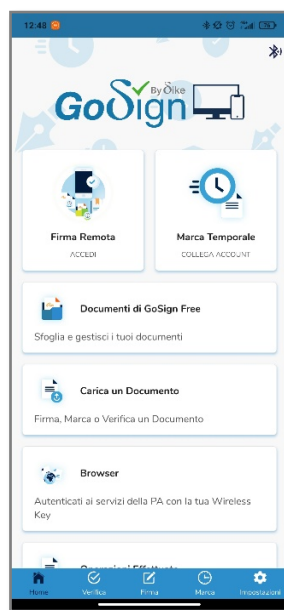 12:48
GoSign
By Dike
Firma Remota
ACCEDI
Marca Temporale
COLLEGA ACCOUNT
Documenti di GoSign Free
Sfoglia e gestisci i tuoi documenti
Carica un Documento
Firma, Marca o Verifica un Documento
Browser
Autenticati ai servizi della PA con la tua Wireless
Key
Home
Verifica
Firma
Marca
Impostazioni